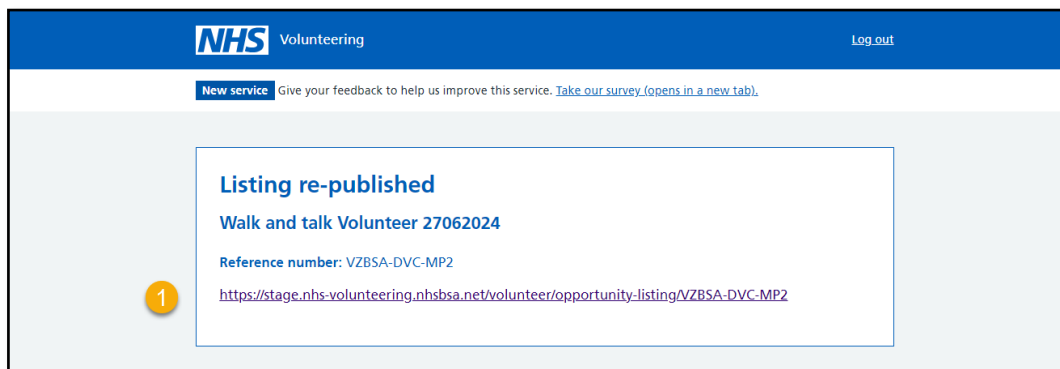 NHS Volunteering Log out
New service Give your feedback to help us improve this service. Take our survey (opens in a new tab).
Listing re-published
Walk and talk Volunteer 27062024
Reference number: VZBSA-DVC-MP2
1 https://stage.nhs-volunteering.nhsbsa.net/volunteer/opportunity-listing/VZBSA-DVC-MP2